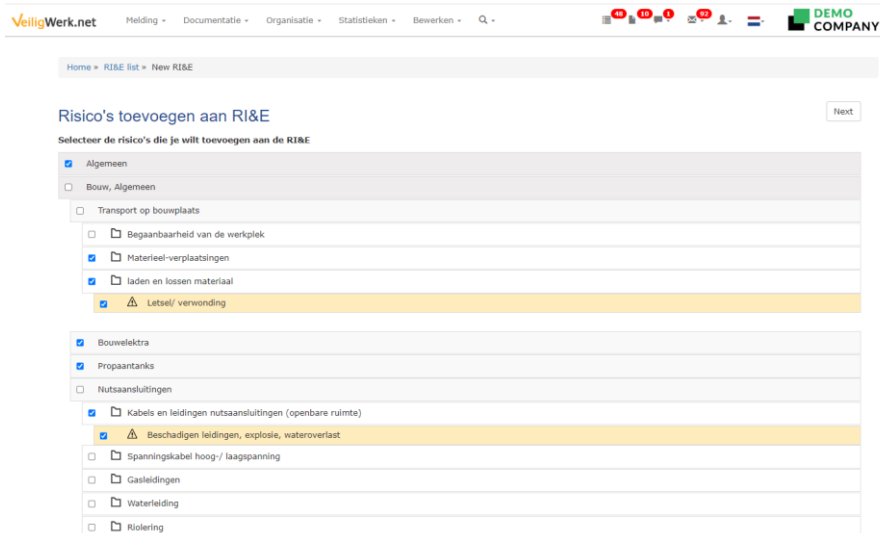 VeiligWerk.net Melding Documentatie Organisatie Statistieken Bewerken 48 10 1 92 DEMO
COMPANY
Home » RI&E list » New RI&E
Risico's toevoegen aan RI&E Next
Selecteer de risico's die je wilt toevoegen aan de RI&E
Algemeen
Bouw, Algemeen
Transport op bouwplaats
Begaanbaarheid van de werkplek
Materieel-verplaatsingen
laden en lossen materiaal
Letsel/ verwonding
Bouwelektra
Propaantanks
Nutsaansluitingen
Kabels en leidingen nutsaansluitingen (openbare ruimte)
Beschadigen leidingen, explosie, wateroverlast
Spanningskabel hoog-/ laagspanning
Gasleidingen
Waterleiding
Riolering